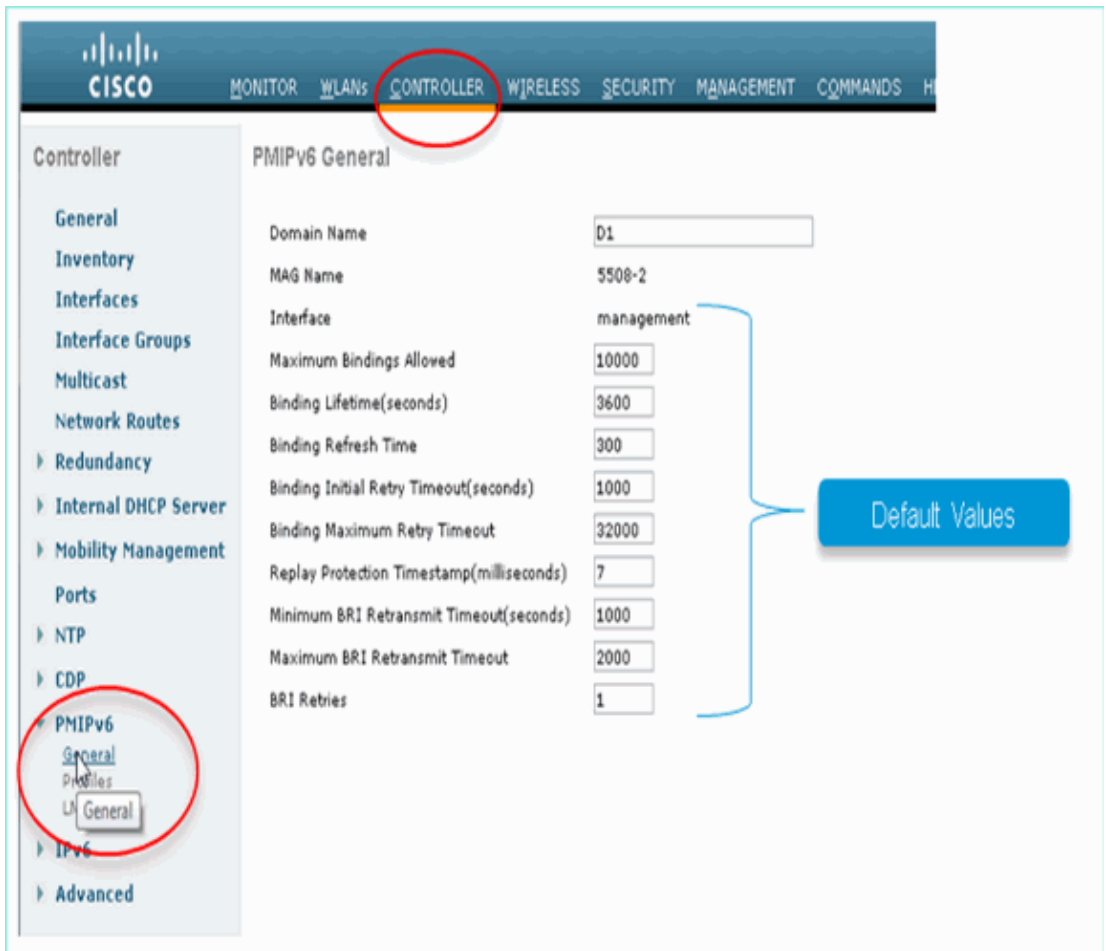 CISCO
MONITOR WLANs CONTROLLER WIRELESS SECURITY MANAGEMENT COMMANDS
Controller
General
Inventory
Interfaces
Interface Groups
Multicast
Network Routes
Redundancy
Internal DHCP Server
Mobility Management
Ports
NTP
CDP
PMIPv6
General
General
IPv6
Advanced
PMIPv6 General
Domain Name D1
MAG Name 5508-2
Interface management
Maximum Bindings Allowed 10000
Binding Lifetime(seconds) 3600
Binding Refresh Time 300
Binding Initial Retry Timeout(seconds) 1000
Binding Maximum Retry Timeout 32000
Replay Protection Timestamp(milliseconds) 7
Minimum BRI Retransmit Timeout(seconds) 1000
Maximum BRI Retransmit Timeout 2000
BRI Retries 1
Default Values